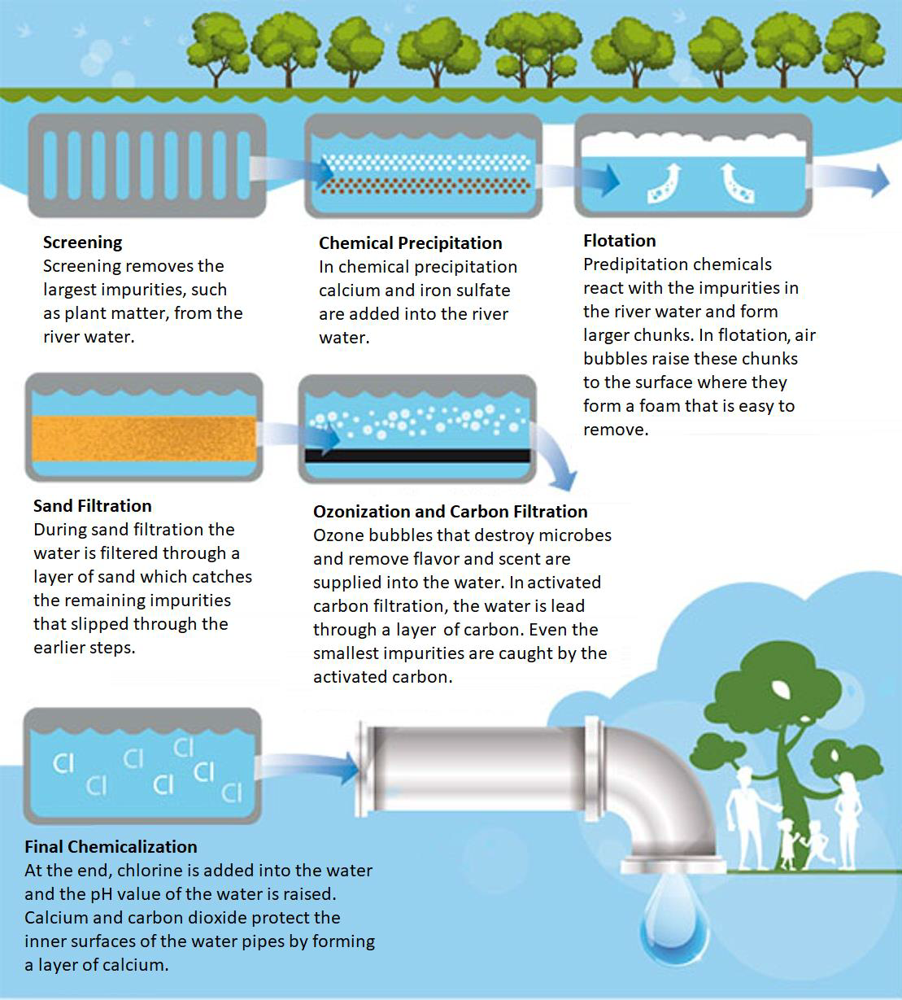 Screening
Screening removes the
largest impurities, such
as plant matter, from the
river water.
Chemical Precipitation
In chemical precipitation
calcium and iron sulfate
are added into the river
water.
Flotation
Predipitation chemicals
react with the impurities in
the river water and form
larger chunks. In flotation, air
bubbles raise these chunks
to the surface where they
form a foam that is easy to
remove.
Sand Filtration
During sand filtration the
water is filtered through a
layer of sand which catches
the remaining impurities
that slipped through the
earlier steps.
Ozonization and Carbon Filtration
Ozone bubbles that destroy microbes
and remove flavor and scent are
supplied into the water. In activated
carbon filtration, the water is lead
through a layer of carbon. Even the
smallest impurities are caught by the
activated carbon.
Cl Cl Cl Cl Cl Cl Cl
Final Chemicalization
At the end, chlorine is added into the water
and the pH value of the water is raised.
Calcium and carbon dioxide protect the
inner surfaces of the water pipes by forming
a layer of calcium.